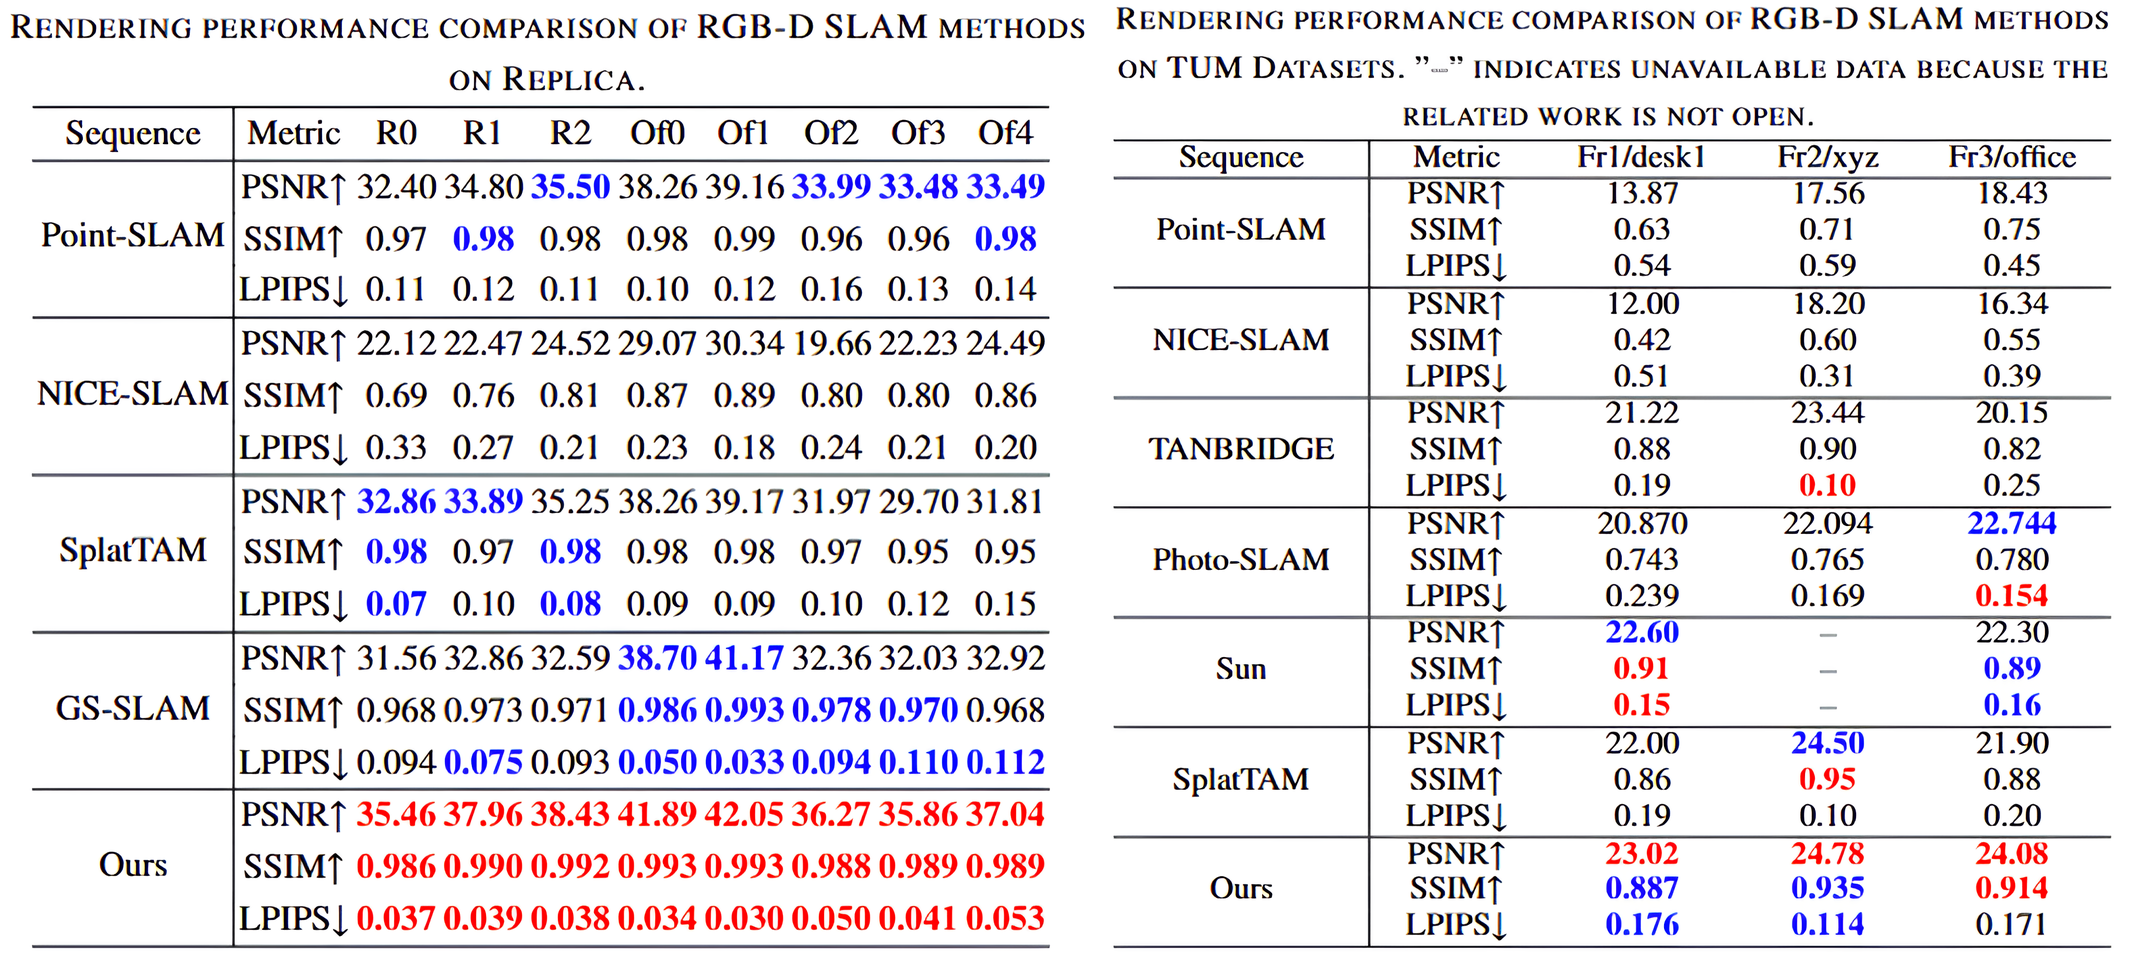 RENDERING PERFORMANCE COMPARISON OF RGB-D SLAM METHODS
ON REPLICA.
Sequence Metric R0 R1 R2 Of0 Of1 Of2 Of3 Of4
Point-SLAM
PSNR↑ 32.40 34.80 35.50 38.26 39.16 33.99 33.48 33.49
SSIM↑ 0.97 0.98 0.98 0.98 0.99 0.96 0.96 0.98
LPIPS↓ 0.11 0.12 0.11 0.10 0.12 0.16 0.13 0.14
NICE-SLAM
PSNR↑ 22.12 22.47 24.52 29.07 30.34 19.66 22.23 24.49
SSIM↑ 0.69 0.76 0.81 0.87 0.89 0.80 0.80 0.86
LPIPS↓ 0.33 0.27 0.21 0.23 0.18 0.24 0.21 0.20
SplatTAM
PSNR↑ 32.86 33.89 35.25 38.26 39.17 31.97 29.70 31.81
SSIM↑ 0.98 0.97 0.98 0.98 0.98 0.97 0.95 0.95
LPIPS↓ 0.07 0.10 0.08 0.09 0.09 0.10 0.12 0.15
GS-SLAM
PSNR↑ 31.56 32.86 32.59 38.70 41.17 32.36 32.03 32.92
SSIM↑ 0.968 0.973 0.971 0.986 0.993 0.978 0.970 0.968
LPIPS↓ 0.094 0.075 0.093 0.050 0.033 0.094 0.110 0.112
Ours
PSNR↑ 35.46 37.96 38.43 41.89 42.05 36.27 35.86 37.04
SSIM↑ 0.986 0.990 0.992 0.993 0.993 0.988 0.989 0.989
LPIPS↓ 0.037 0.039 0.038 0.034 0.030 0.050 0.041 0.053
RENDERING PERFORMANCE COMPARISON OF RGB-D SLAM METHODS
ON TUM DATASETS. "–" INDICATES UNAVAILABLE DATA BECAUSE THE
RELATED WORK IS NOT OPEN.
Sequence Metric Fr1/desk1 Fr2/xyz Fr3/office
Point-SLAM
PSNR↑ 13.87 17.56 18.43
SSIM↑ 0.63 0.71 0.75
LPIPS↓ 0.54 0.59 0.45
NICE-SLAM
PSNR↑ 12.00 18.20 16.34
SSIM↑ 0.42 0.60 0.55
LPIPS↓ 0.51 0.31 0.39
TANBRIDGE
PSNR↑ 21.22 23.44 20.15
SSIM↑ 0.88 0.90 0.82
LPIPS↓ 0.19 0.10 0.25
Photo-SLAM
PSNR↑ 20.870 22.094 22.744
SSIM↑ 0.743 0.765 0.780
LPIPS↓ 0.239 0.169 0.154
Sun
PSNR↑ 22.60 – 22.30
SSIM↑ 0.91 – 0.89
LPIPS↓ 0.15 – 0.16
SplatTAM
PSNR↑ 22.00 24.50 21.90
SSIM↑ 0.86 0.95 0.88
LPIPS↓ 0.19 0.10 0.20
Ours
PSNR↑ 23.02 24.78 24.08
SSIM↑ 0.887 0.935 0.914
LPIPS↓ 0.176 0.114 0.171